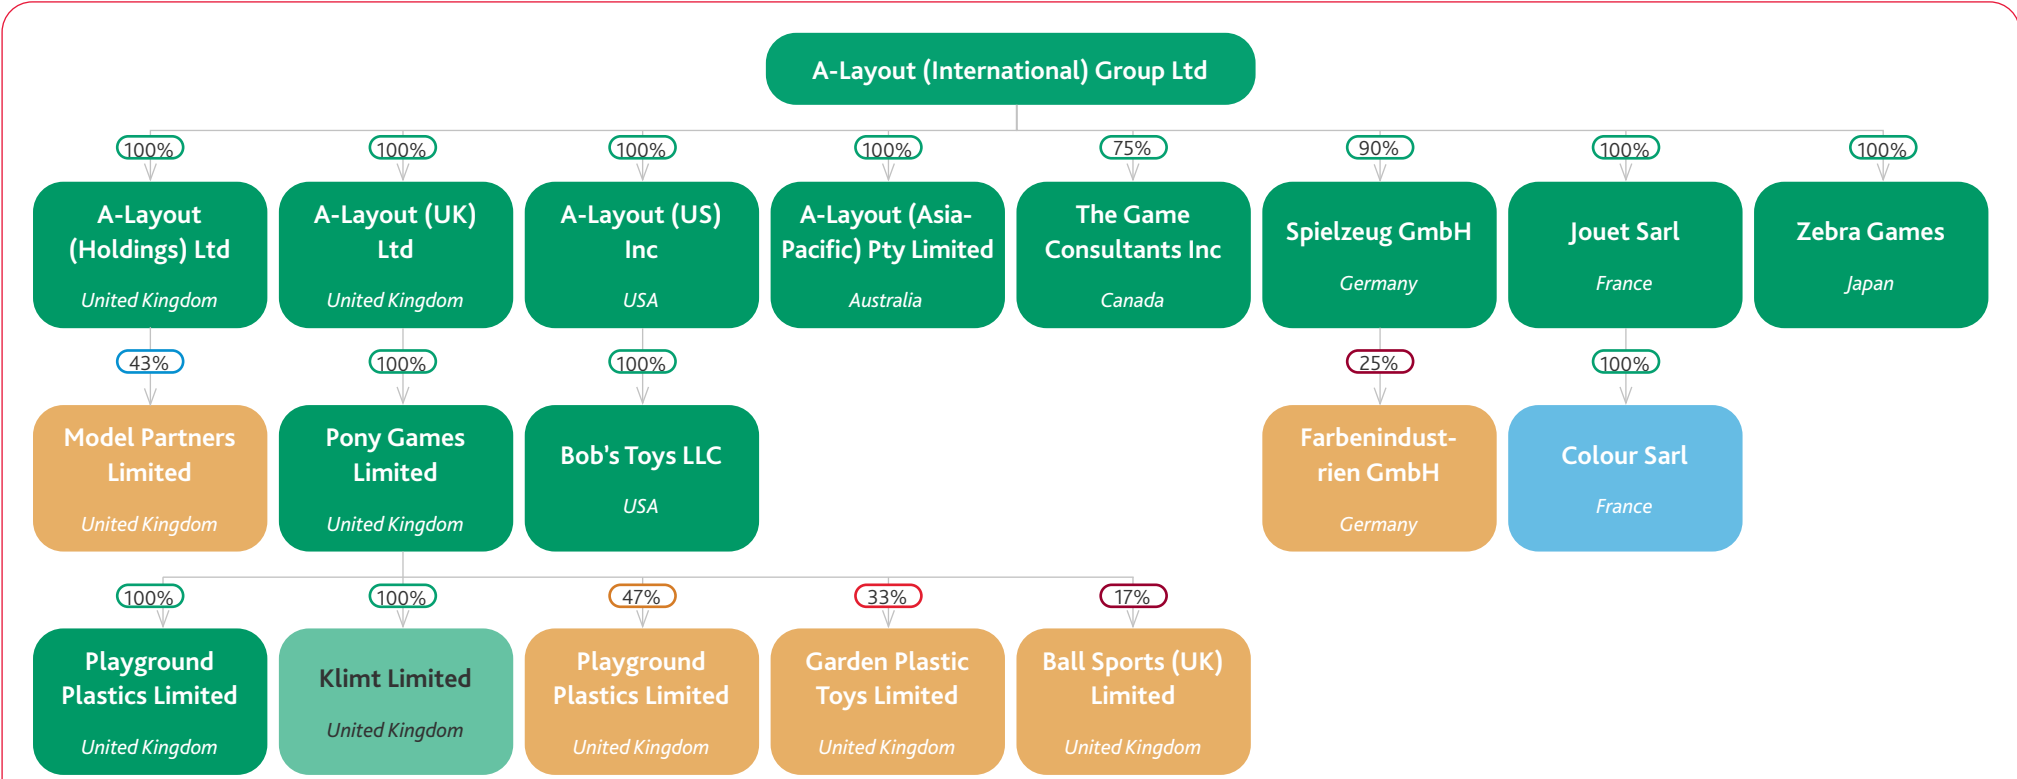 A-Layout (International) Group Ltd
100%
100%
100%
100%
75%
90%
100%
100%
A-Layout
(Holdings) Ltd
United Kingdom
A-Layout (UK)
Ltd
United Kingdom
A-Layout (US)
Inc
USA
A-Layout (Asia-
Pacific) Pty Limited
Australia
The Game
Consultants Inc
Canada
Spielzeug GmbH
Germany
Jouet Sarl
France
Zebra Games
Japan
43%
100%
100%
25%
100%
Model Partners
Limited
United Kingdom
Pony Games
Limited
United Kingdom
Bob's Toys LLC
USA
Farbenindust-
rien GmbH
Germany
Colour Sarl
France
100%
100%
47%
33%
17%
Playground
Plastics Limited
United Kingdom
Klimt Limited
United Kingdom
Playground
Plastics Limited
United Kingdom
Garden Plastic
Toys Limited
United Kingdom
Ball Sports (UK)
Limited
United Kingdom